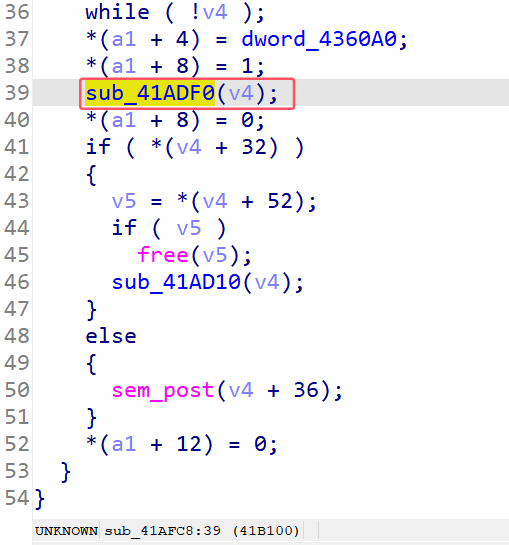 36 while ( !v4 );
37 *(a1 + 4) = dword_4360A0;
38 *(a1 + 8) = 1;
39 sub_41ADF0(v4);
40 *(a1 + 8) = 0;
41 if ( *(v4 + 32) )
42 {
43 v5 = *(v4 + 52);
44 if ( v5 )
45 free(v5);
46 sub_41AD10(v4);
47 }
48 else
49 {
50 sem_post(v4 + 36);
51 }
52 *(a1 + 12) = 0;
53 }
54 }
UNKNOWN sub_41AFC8:39 (41B100)